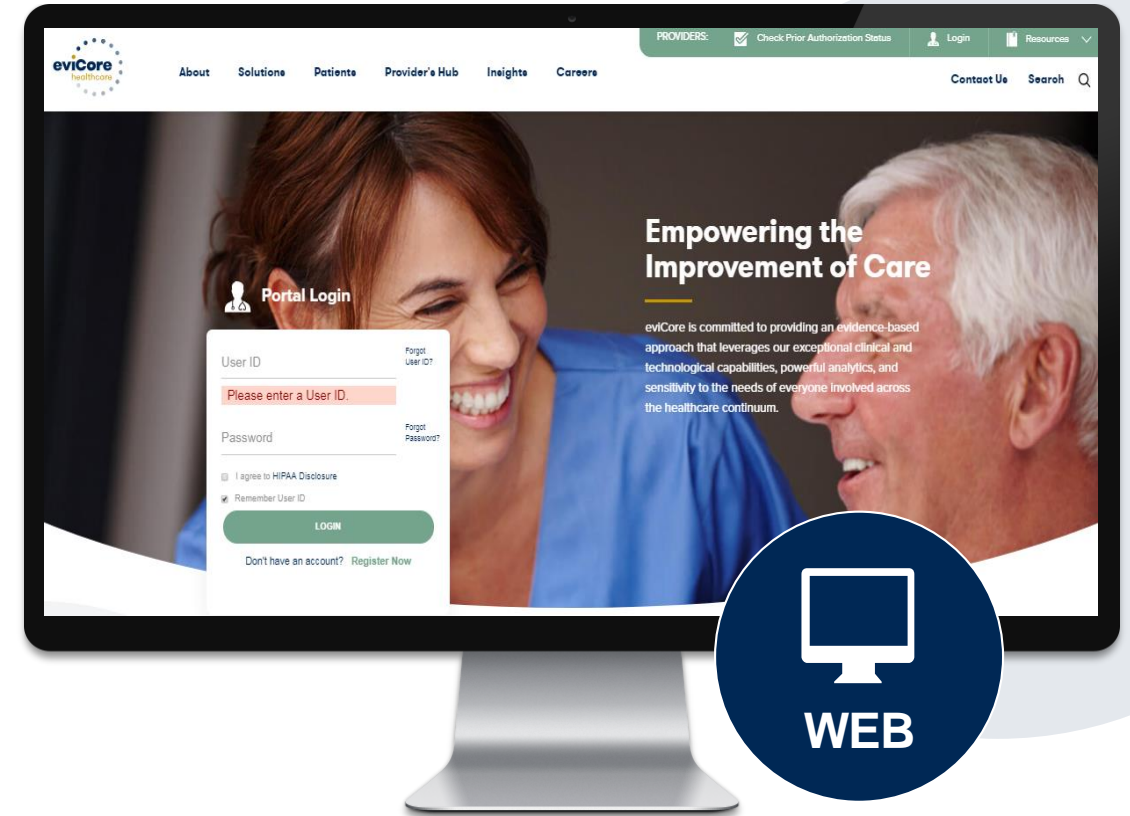 PROVIDERS: Check Prior Authorization Status Login Resources
eviCore
healthcare
About Solutions Patients Provider's Hub Insights Careers
Contact Us Search
Empowering the
Improvement of Care
eviCore is committed to providing an evidence-based
approach that leverages our exceptional clinical and
technological capabilities, powerful analytics, and
sensitivity to the needs of everyone involved across
the healthcare continuum.
Portal Login
User ID
Forgot
User ID?
Please enter a User ID.
Password
Forgot
Password?
I agree to HIPAA Disclosure
Remember User ID
LOGIN
Don't have an account? Register Now
WEB